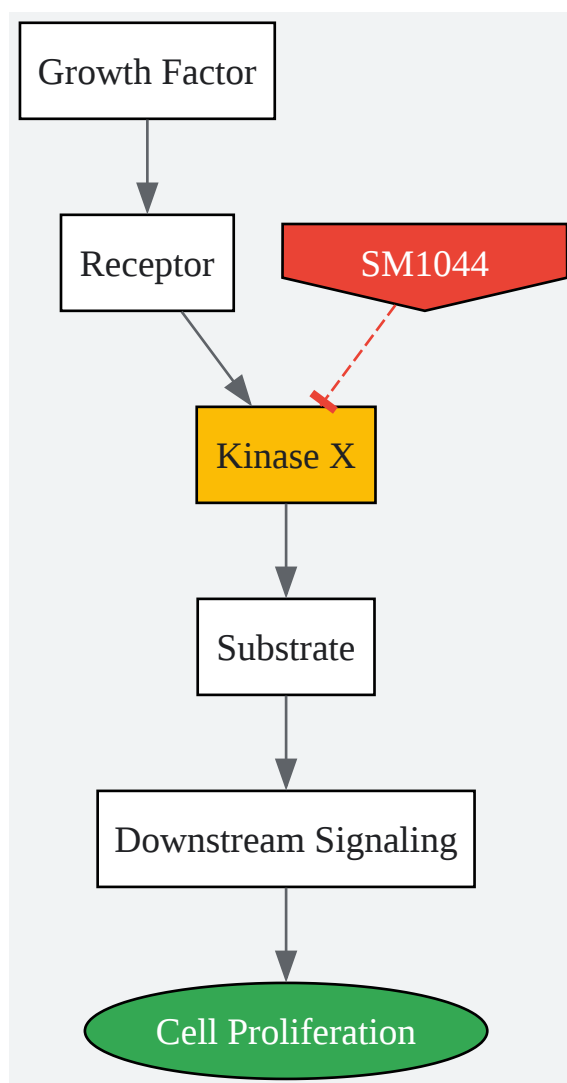 Growth Factor
Receptor
SM1044
Kinase X
Substrate
Downstream Signaling
Cell Proliferation